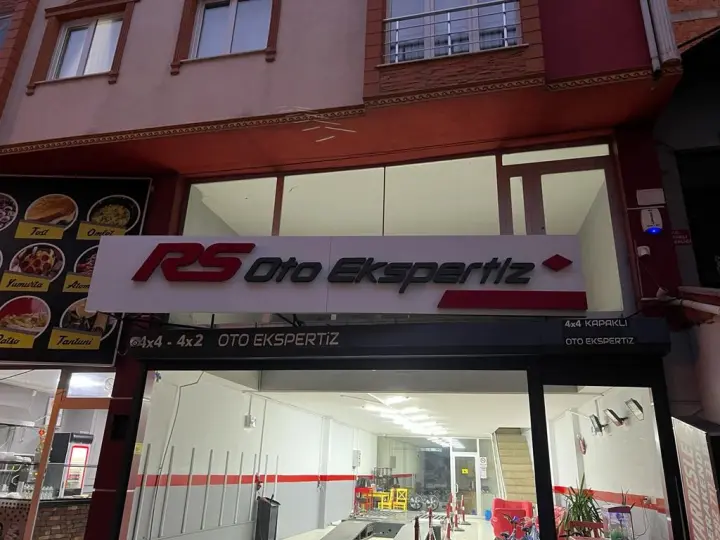 RS Oto Ekspertiz
4x4 - 4x2 OTO EKSPERTİZ
4x4 KAPAKLI
OTO EKSPERTİZ
Tost
Omlet
Yumurta
Tantuni